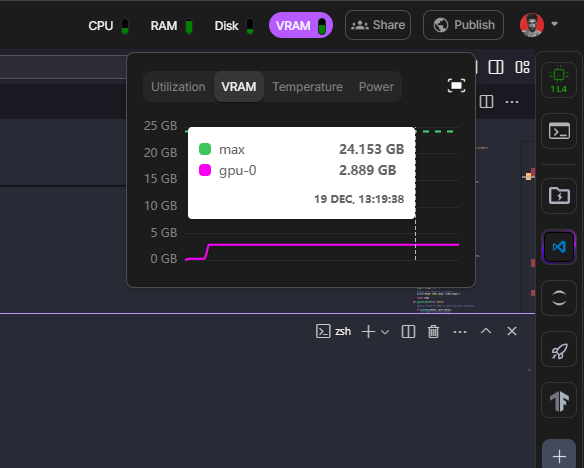 CPU RAM Disk VRAM Share Publish
Utilization VRAM Temperature Power
1 L4
25 GB
20 GB
15 GB
10 GB
5 GB
0 GB
max 24.153 GB
gpu-0 2.889 GB
19 DEC, 13:19:38
zsh